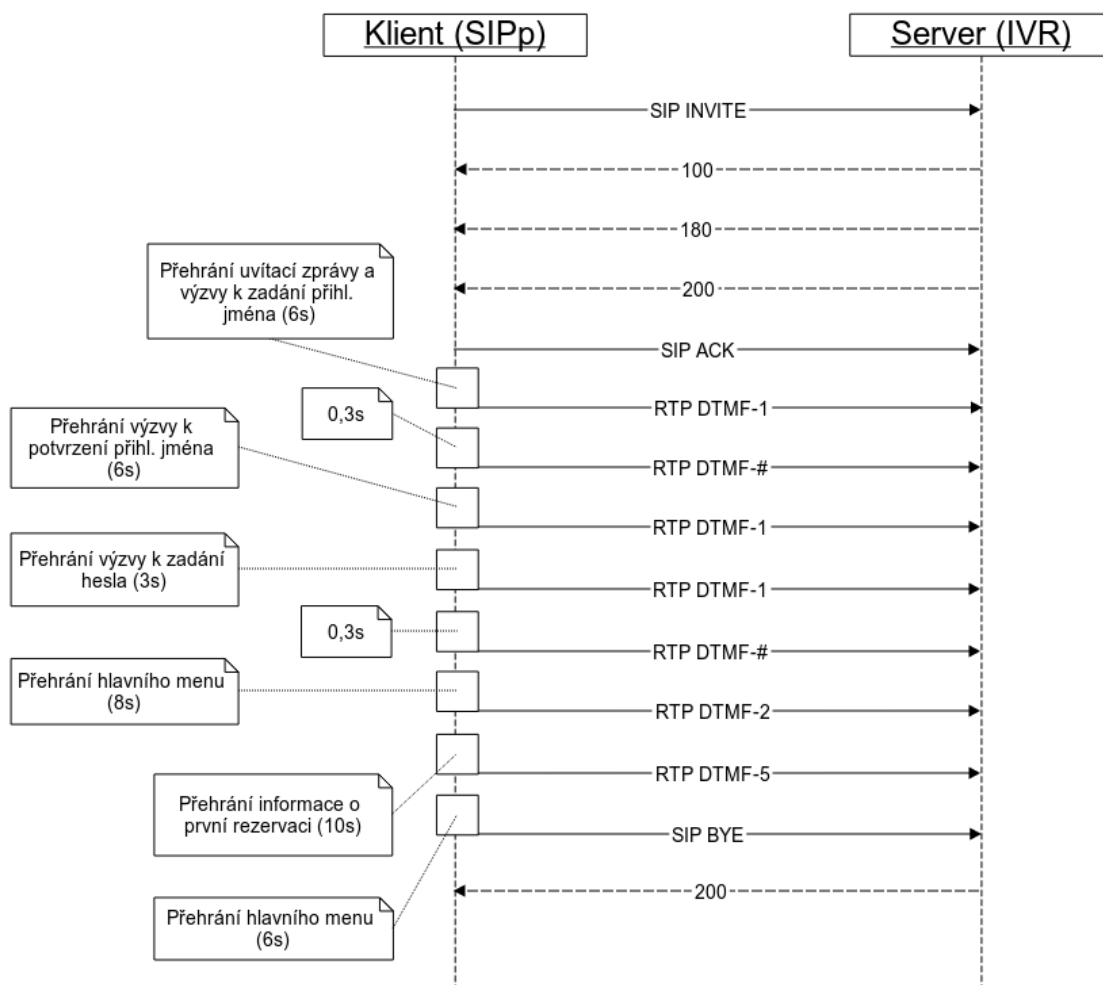 Klient (SIPp)
Server (IVR)
SIP INVITE
100
180
Přehrání uvítací zprávy a
výzvy k zadání přihl.
jména (6s)
200
SIP ACK
0,3s
RTP DTMF-1
Přehrání výzvy k
potvrzení přihl. jména
(6s)
RTP DTMF-#
RTP DTMF-1
Přehrání výzvy k zadání
hesla (3s)
RTP DTMF-1
0,3s
RTP DTMF-#
Přehrání hlavního menu
(8s)
RTP DTMF-2
RTP DTMF-5
Přehrání informace o
první rezervaci (10s)
SIP BYE
200
Přehrání hlavního menu
(6s)